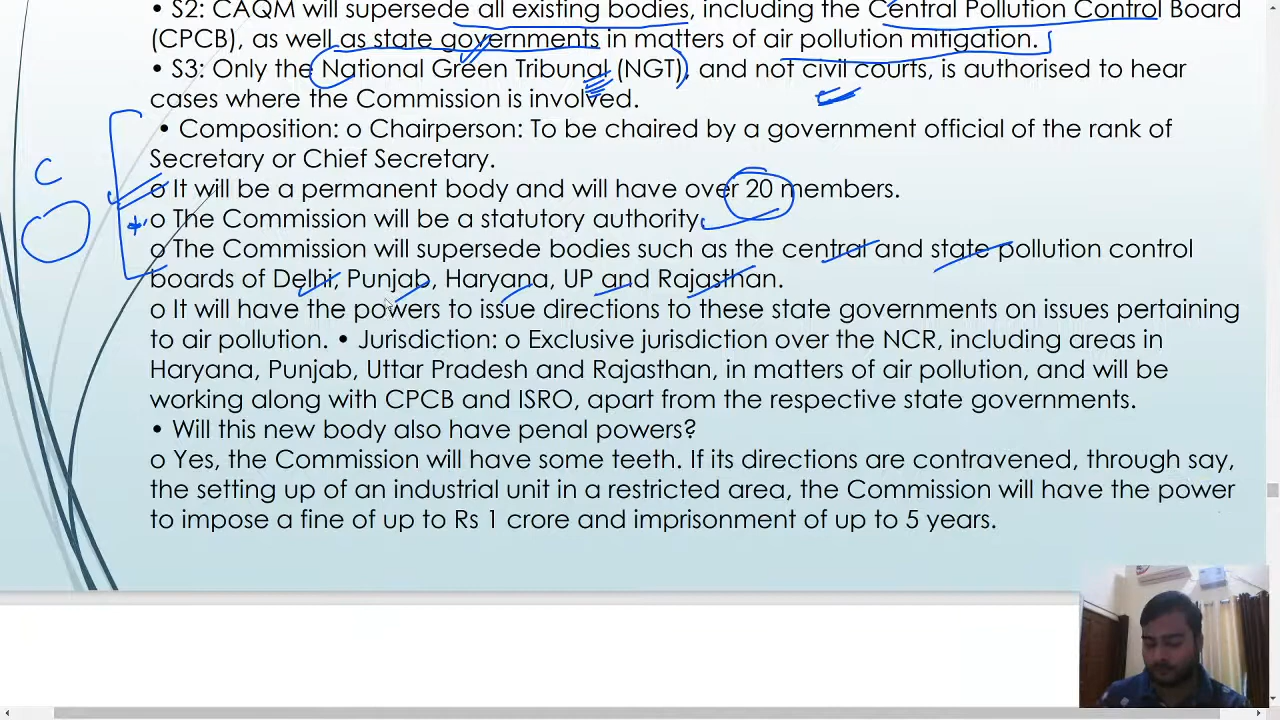 • S2: CAQM will supersede all existing bodies, including the Central Pollution Control Board
(CPCB), as well as state governments in matters of air pollution mitigation.
• S3: Only the National Green Tribunal (NGT), and not civil courts, is authorised to hear
cases where the Commission is involved.
• Composition: o Chairperson: To be chaired by a government official of the rank of
Secretary or Chief Secretary.
o It will be a permanent body and will have over 20 members.
o The Commission will be a statutory authority
o The Commission will supersede bodies such as the central and state pollution control
boards of Delhi, Punjab, Haryana, UP and Rajasthan.
o It will have the powers to issue directions to these state governments on issues pertaining
to air pollution. • Jurisdiction: o Exclusive jurisdiction over the NCR, including areas in
Haryana, Punjab, Uttar Pradesh and Rajasthan, in matters of air pollution, and will be
working along with CPCB and ISRO, apart from the respective state governments.
• Will this new body also have penal powers?
o Yes, the Commission will have some teeth. If its directions are contravened, through say,
the setting up of an industrial unit in a restricted area, the Commission will have the power
to impose a fine of up to Rs 1 crore and imprisonment of up to 5 years.